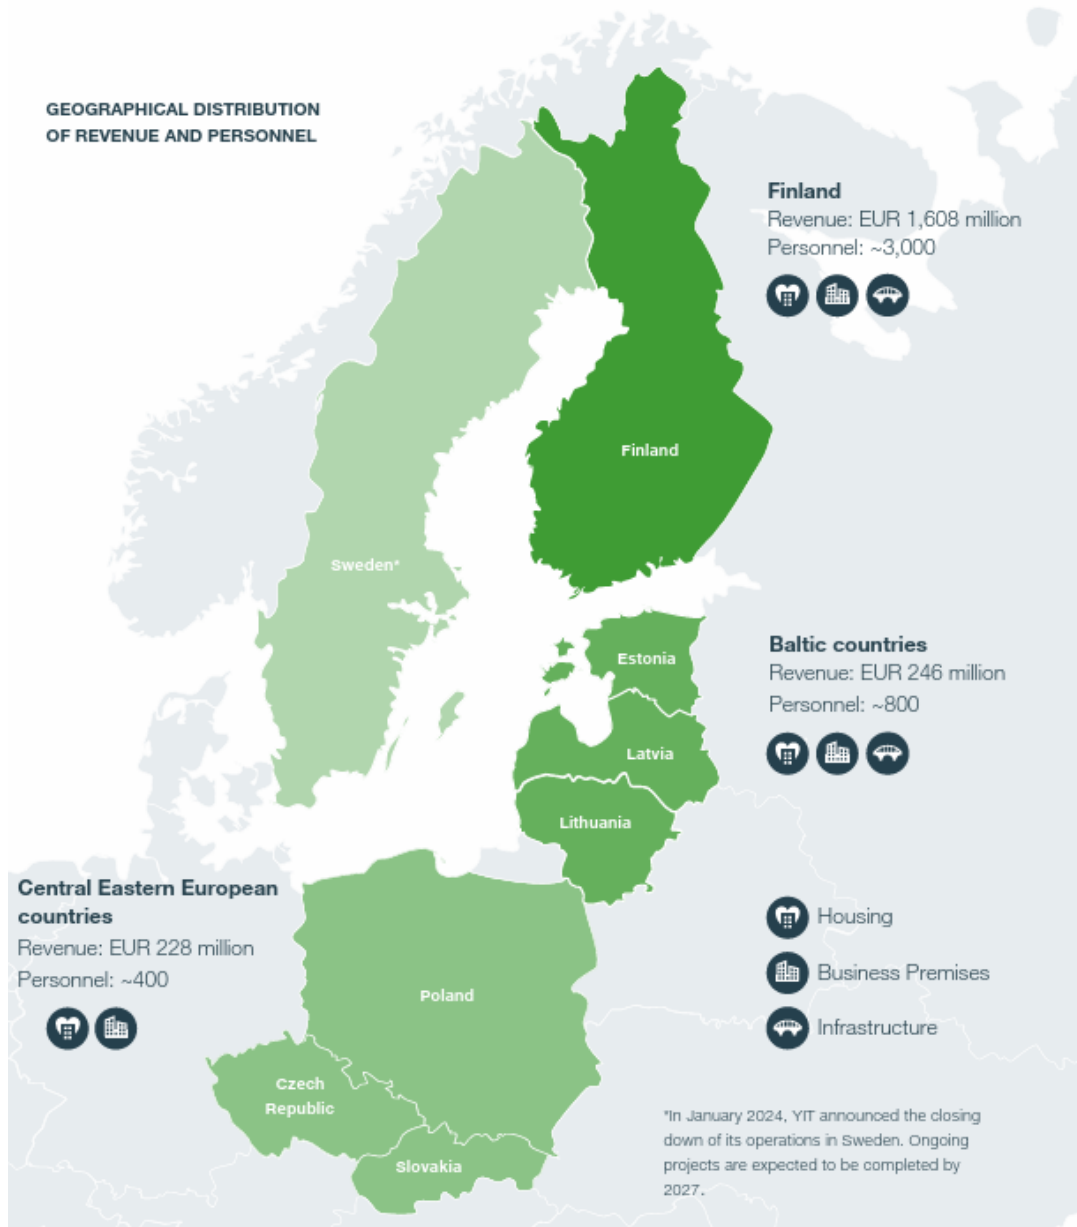 GEOGRAPHICAL DISTRIBUTION
OF REVENUE AND PERSONNEL
Finland
Revenue: EUR 1,608 million
Personnel: ~3,000
Finland
Sweden*
Baltic countries
Revenue: EUR 246 million
Personnel: ~800
Estonia
Latvia
Lithuania
Central Eastern European
countries
Revenue: EUR 228 million
Personnel: ~400
Poland
Czech
Republic
Slovakia
Housing
Business Premises
Infrastructure
*In January 2024, YIT announced the closing
down of its operations in Sweden. Ongoing
projects are expected to be completed by
2027.